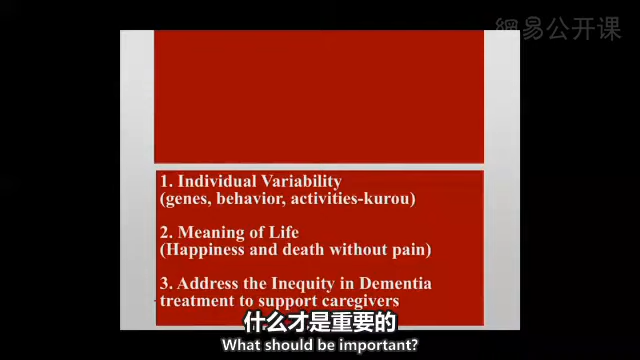 網易公开课
1. Individual Variability
(genes, behavior, activities-kurou)
2. Meaning of Life
(Happiness and death without pain)
3. Address the Inequity in Dementia
treatment to support caregivers
什么才是重要的
What should be important?